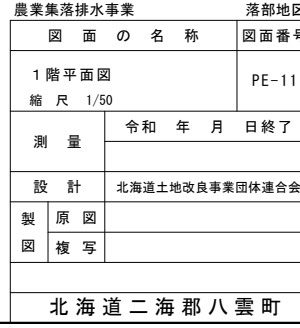 農業集落排水事業 落部地区
図面の名称 図面番号
1階平面図 PE-11
縮尺 1/50
測量 令和 年 月 日終了
設計 北海道土地改良事業団体連合会
製図 原図
複写
北海道二海郡八雲町